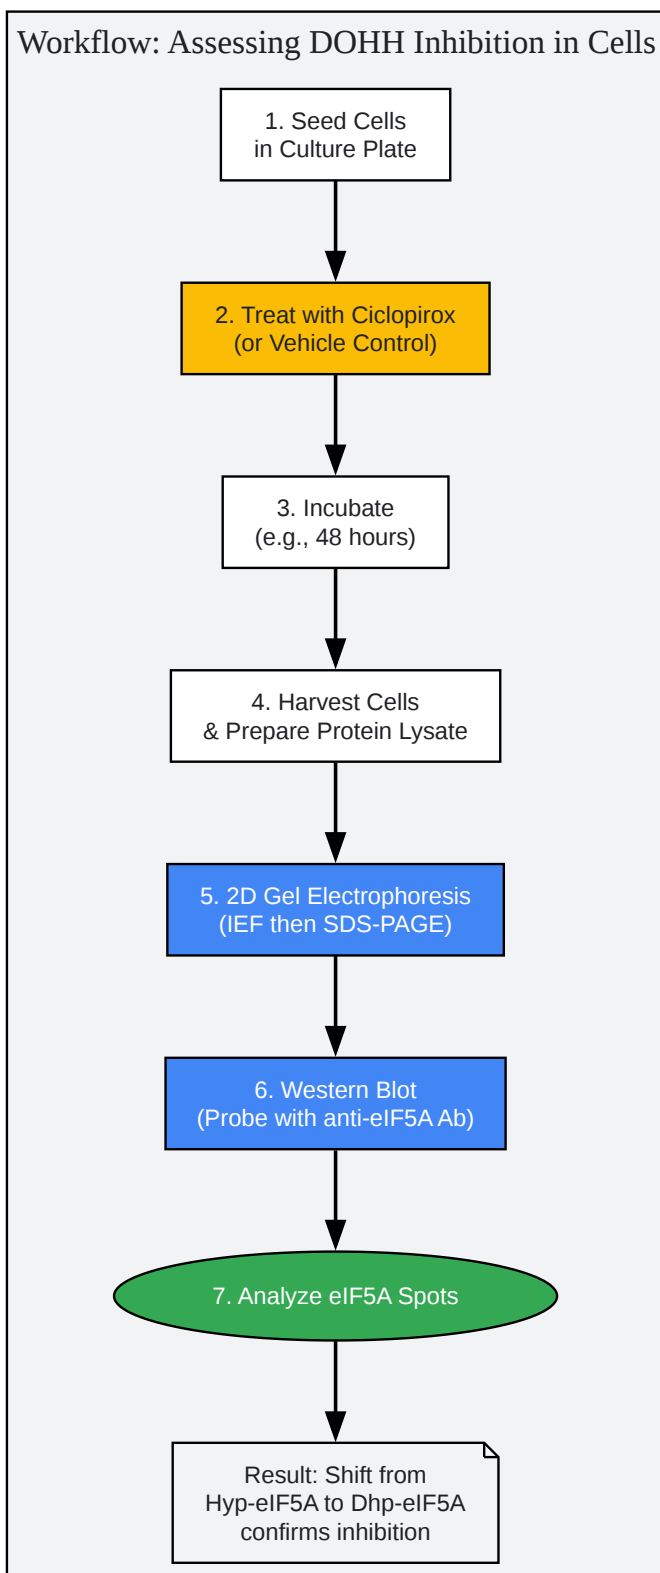 Workflow: Assessing DOHH Inhibition in Cells
1. Seed Cells
in Culture Plate
2. Treat with Ciclopirox
(or Vehicle Control)
3. Incubate
(e.g., 48 hours)
4. Harvest Cells
& Prepare Protein Lysate
5. 2D Gel Electrophoresis
(IEF then SDS-PAGE)
6. Western Blot
(Probe with anti-eIF5A Ab)
7. Analyze eIF5A Spots
Result: Shift from
Hyp-eIF5A to Dhp-eIF5A
confirms inhibition